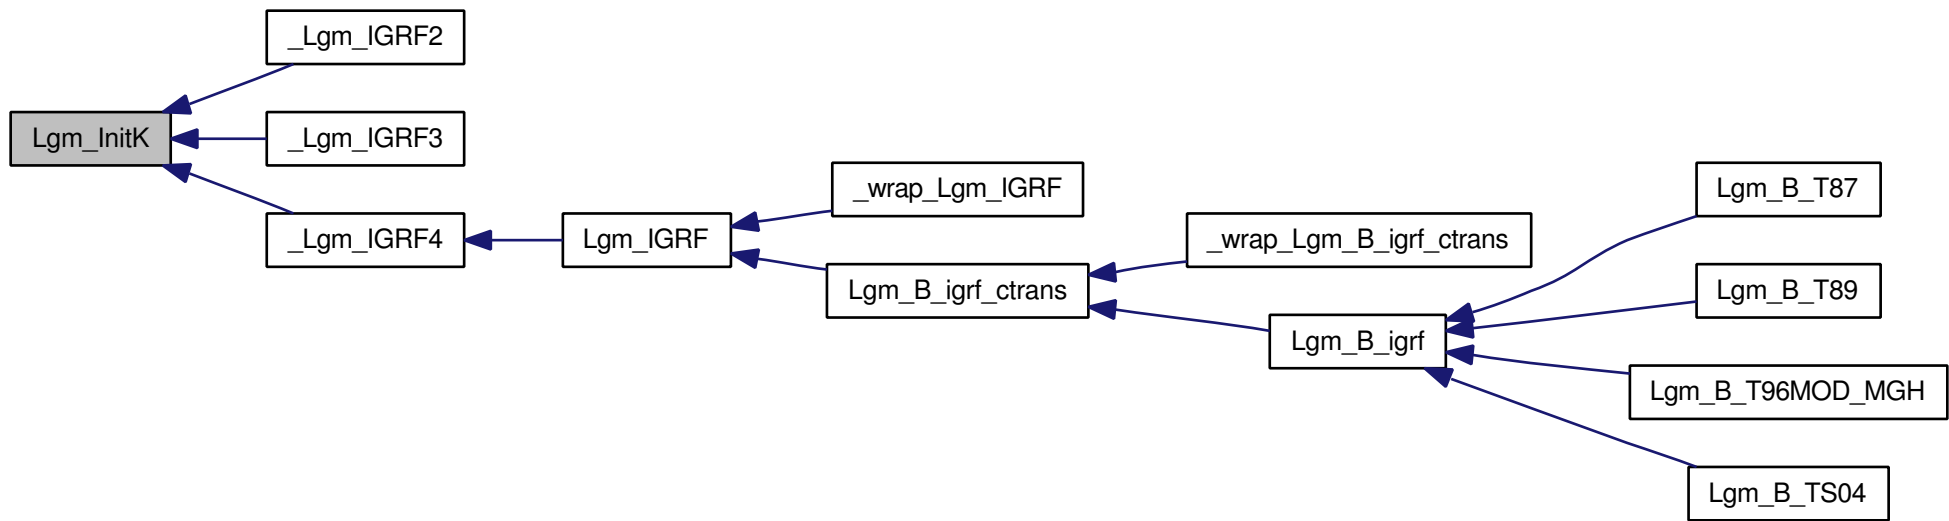 Lgm_InitK
_Lgm_IGRF2
_Lgm_IGRF3
_Lgm_IGRF4
Lgm_IGRF
_wrap_Lgm_IGRF
Lgm_B_igrf_ctrans
_wrap_Lgm_B_igrf_ctrans
Lgm_B_igrf
Lgm_B_T87
Lgm_B_T89
Lgm_B_T96MOD_MGH
Lgm_B_TS04